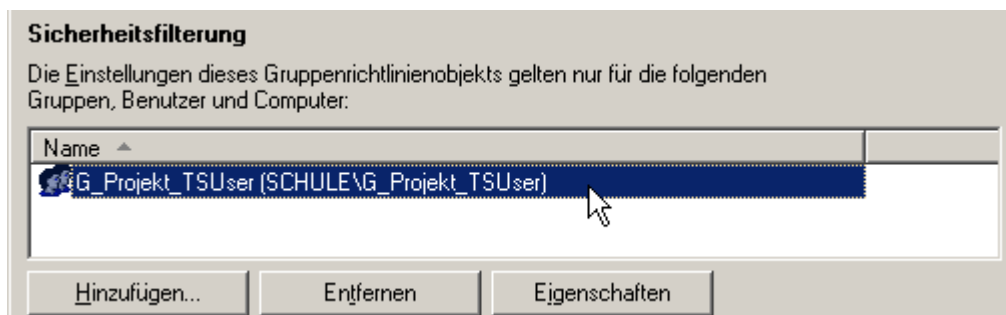 Sicherheitsfilterung
Die Einstellungen dieses Gruppenrichtlinienobjekts gelten nur für die folgenden
Gruppen, Benutzer und Computer:
Name
G_Projekt_TSUser (SCHULE\G_Projekt_TSUser)
Hinzufügen... Entfernen Eigenschaften